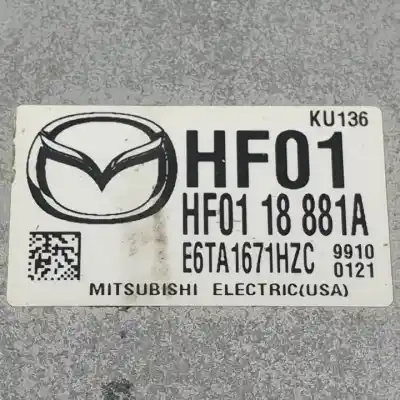 KU136
HF01
HF01 18 881A
E6TA1671HZC 9910
0121
MITSUBISHI ELECTRIC(USA)